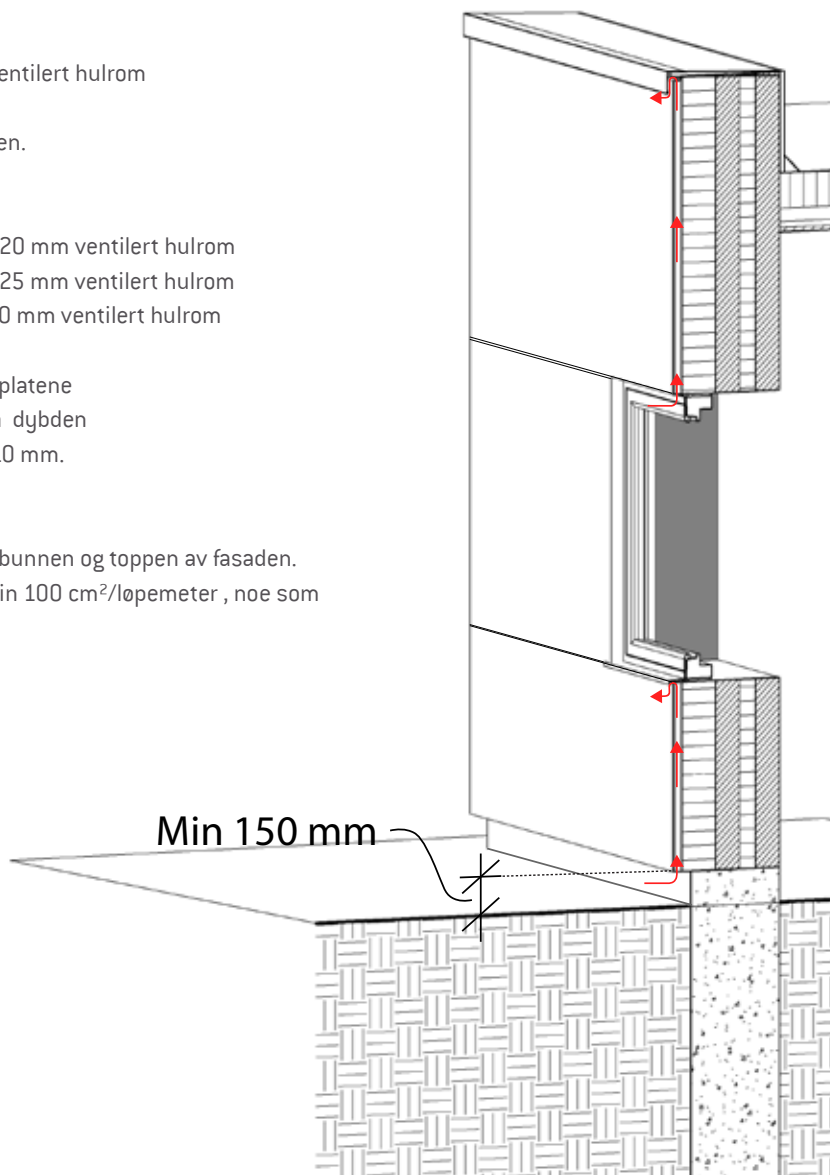 entilert hulrom
en.
20 mm ventilert hulrom
25 mm ventilert hulrom
0 mm ventilert hulrom
platene
dybden
0 mm.
bunnen og toppen av fasaden.
in 100 cm²/løpemeter , noe som
Min 150 mm